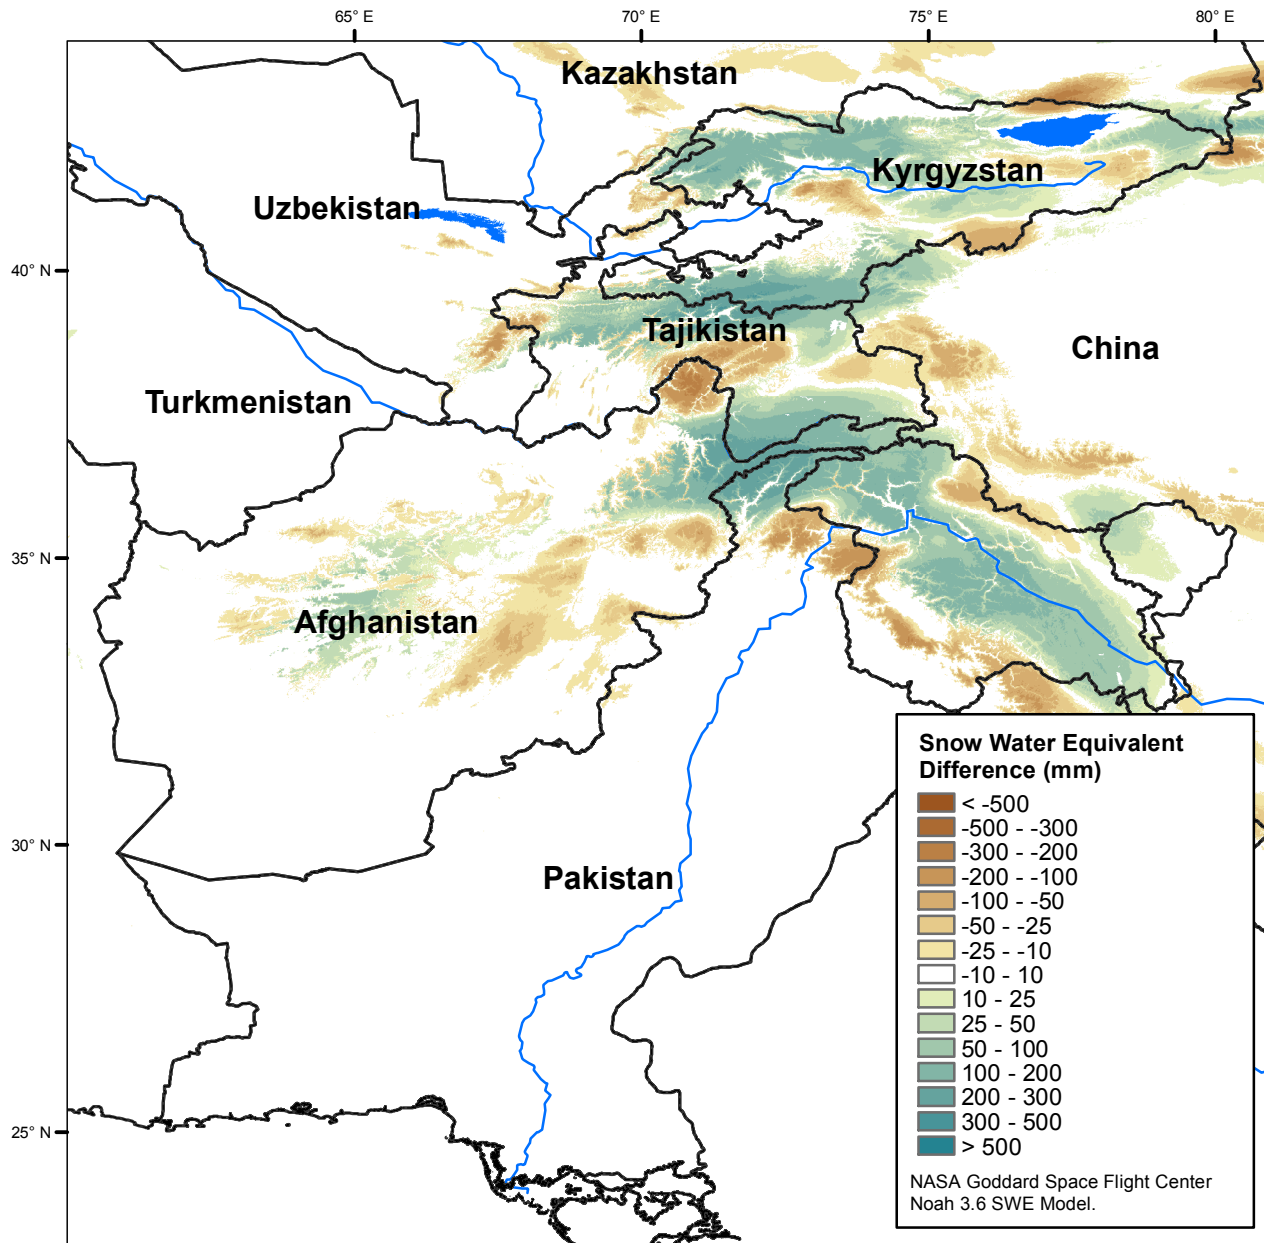 65° E
70° E
75° E
80° E
Kazakhstan
Kyrgyzstan
Uzbekistan
40° N
Tajikistan
China
Turkmenistan
35° N
Afghanistan
30° N
Pakistan
25° N
Snow Water Equivalent
Difference (mm)
< -500
-500 - -300
-300 - -200
-200 - -100
-100 - -50
-50 - -25
-25 - -10
-10 - 10
10 - 25
25 - 50
50 - 100
100 - 200
200 - 300
300 - 500
> 500
NASA Goddard Space Flight Center
Noah 3.6 SWE Model.